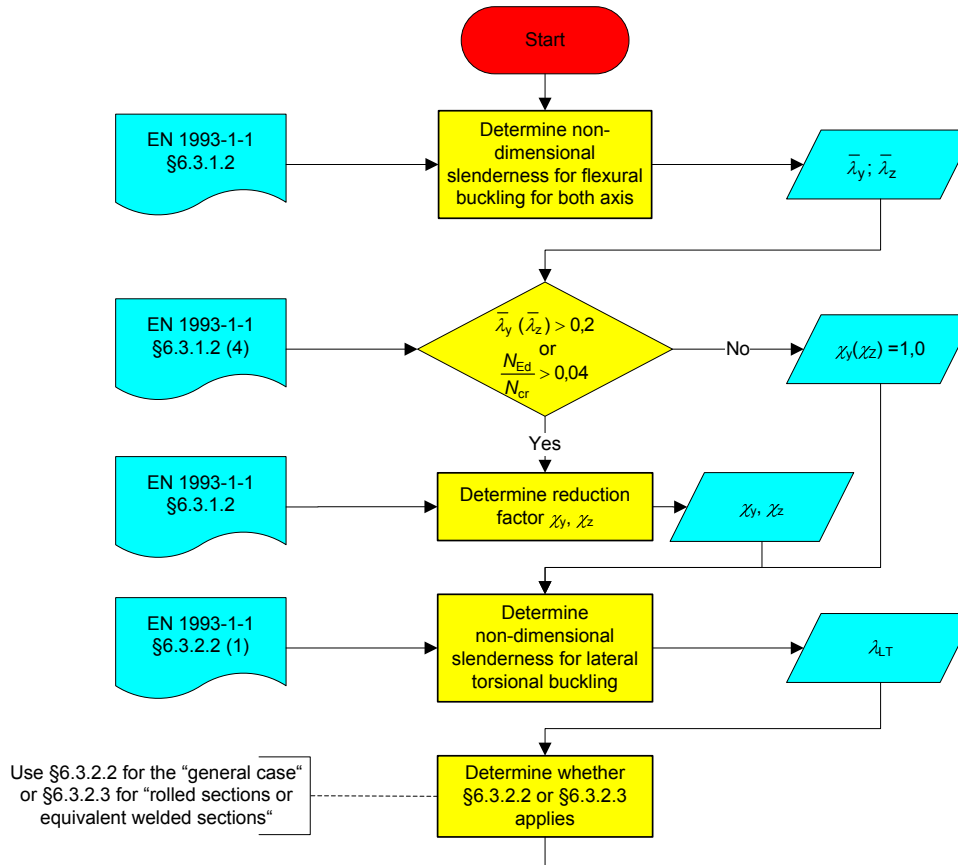 Start
EN 1993-1-1
§6.3.1.2
Determine non-
dimensional
slenderness for flexural
buckling for both axis
λ̄y ; λ̄z
EN 1993-1-1
§6.3.1.2 (4)
λ̄y (λ̄z) > 0,2
or
NEd
Ncr
> 0,04
No
χy(χz) =1,0
Yes
EN 1993-1-1
§6.3.1.2
Determine reduction
factor χy, χz
χy, χz
EN 1993-1-1
§6.3.2.2 (1)
Determine
non-dimensional
slenderness for lateral
torsional buckling
λLT
Use §6.3.2.2 for the “general case“
or §6.3.2.3 for “rolled sections or
equivalent welded sections“
Determine whether
§6.3.2.2 or §6.3.2.3
applies